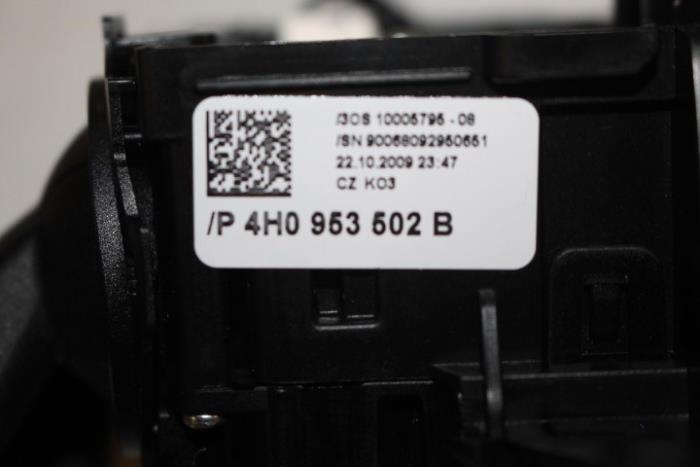 /3OS 10005795 - 08
/SN 90068092950651
22.10.2009 23:47
CZ K03
/P 4H0 953 502 B